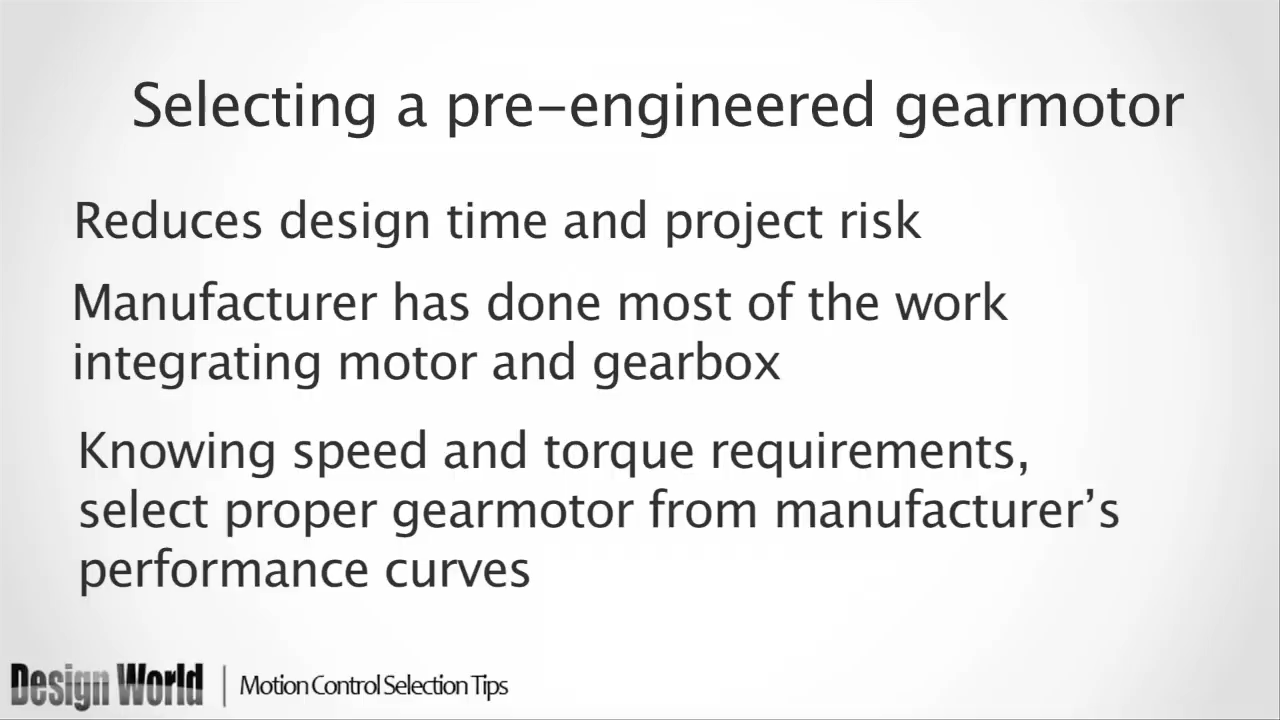 Selecting a pre-engineered gearmotor
Reduces design time and project risk
Manufacturer has done most of the work
integrating motor and gearbox
Knowing speed and torque requirements,
select proper gearmotor from manufacturer’s
performance curves
Design World | Motion Control Selection Tips